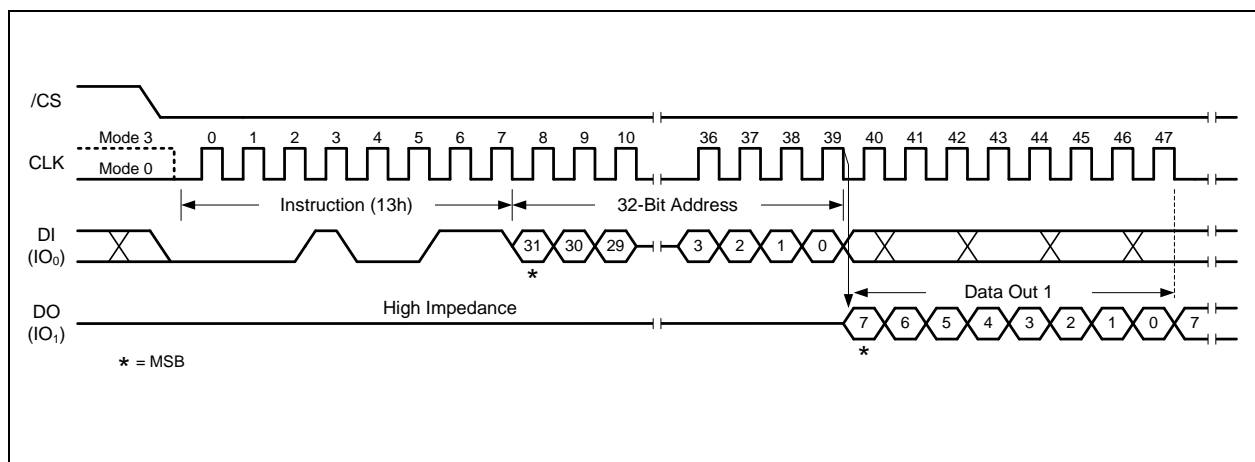 /CS
Mode 3 0 1 2 3 4 5 6 7 8 9 10 36 37 38 39 40 41 42 43 44 45 46 47
CLK
Mode 0
Instruction (13h) 32-Bit Address
DI
(IO0)
31 30 29 3 2 1 0
*
High Impedance Data Out 1
DO
(IO1)
7 6 5 4 3 2 1 0 7
*
* = MSB